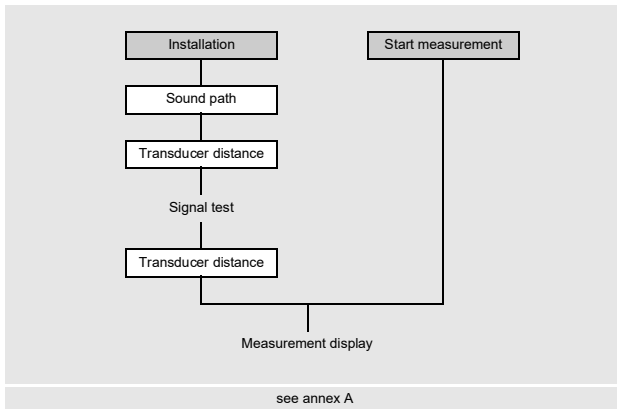 Installation
Start measurement
Sound path
Transducer distance
Signal test
Transducer distance
Measurement display
see annex A